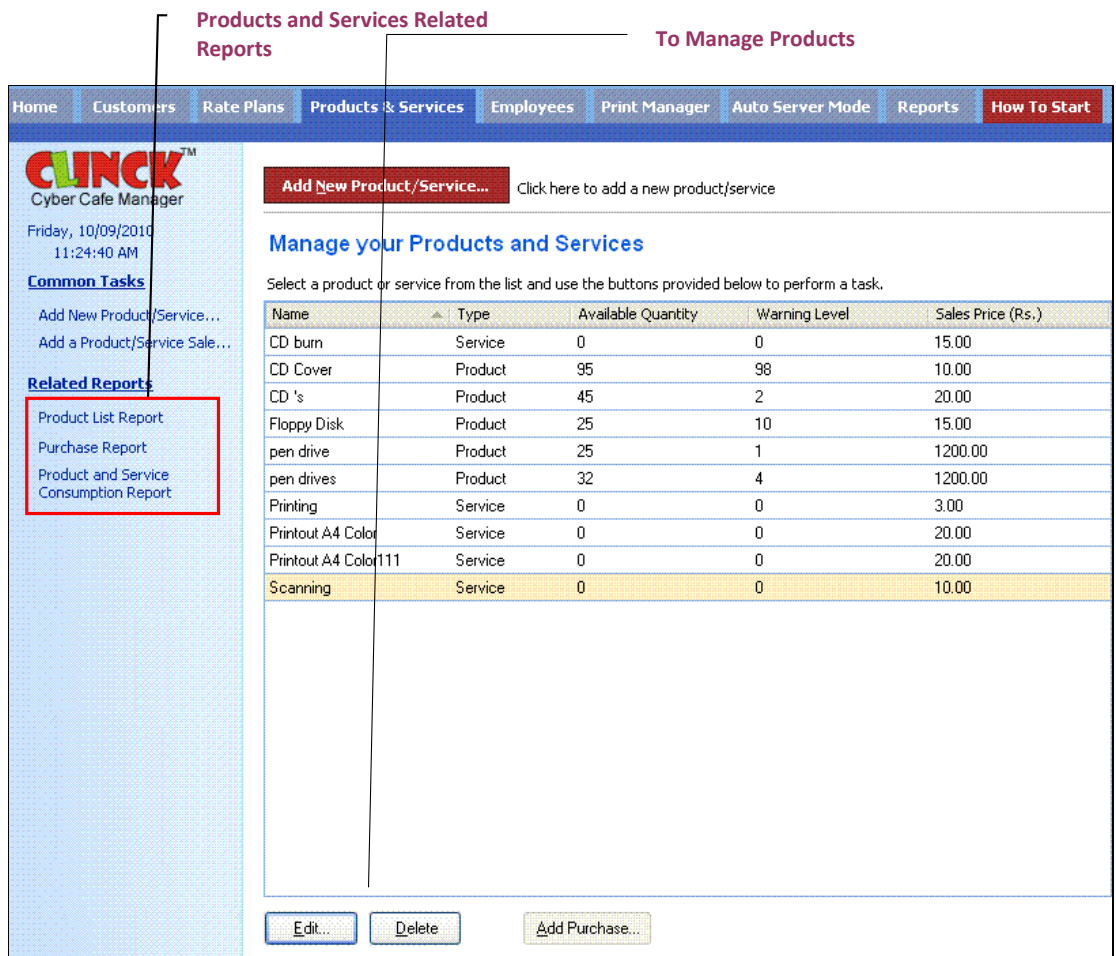 Products and Services Related
Reports
To Manage Products
Home Customers Rate Plans Products & Services Employees Print Manager Auto Server Mode Reports How To Start
CLINCK™
Cyber Cafe Manager
Friday, 10/09/2010
11:24:40 AM
Common Tasks
Add New Product/Service...
Add a Product/Service Sale...
Related Reports
Product List Report
Purchase Report
Product and Service
Consumption Report
Add New Product/Service... Click here to add a new product/service
Manage your Products and Services
Select a product or service from the list and use the buttons provided below to perform a task.
Name Type Available Quantity Warning Level Sales Price (Rs.)
CD burn Service 0 0 15.00
CD Cover Product 95 98 10.00
CD 's Product 45 2 20.00
Floppy Disk Product 25 10 15.00
pen drive Product 25 1 1200.00
pen drives Product 32 4 1200.00
Printing Service 0 0 3.00
Printout A4 Color Service 0 0 20.00
Printout A4 Color111 Service 0 0 20.00
Scanning Service 0 0 10.00
Edit... Delete Add Purchase...